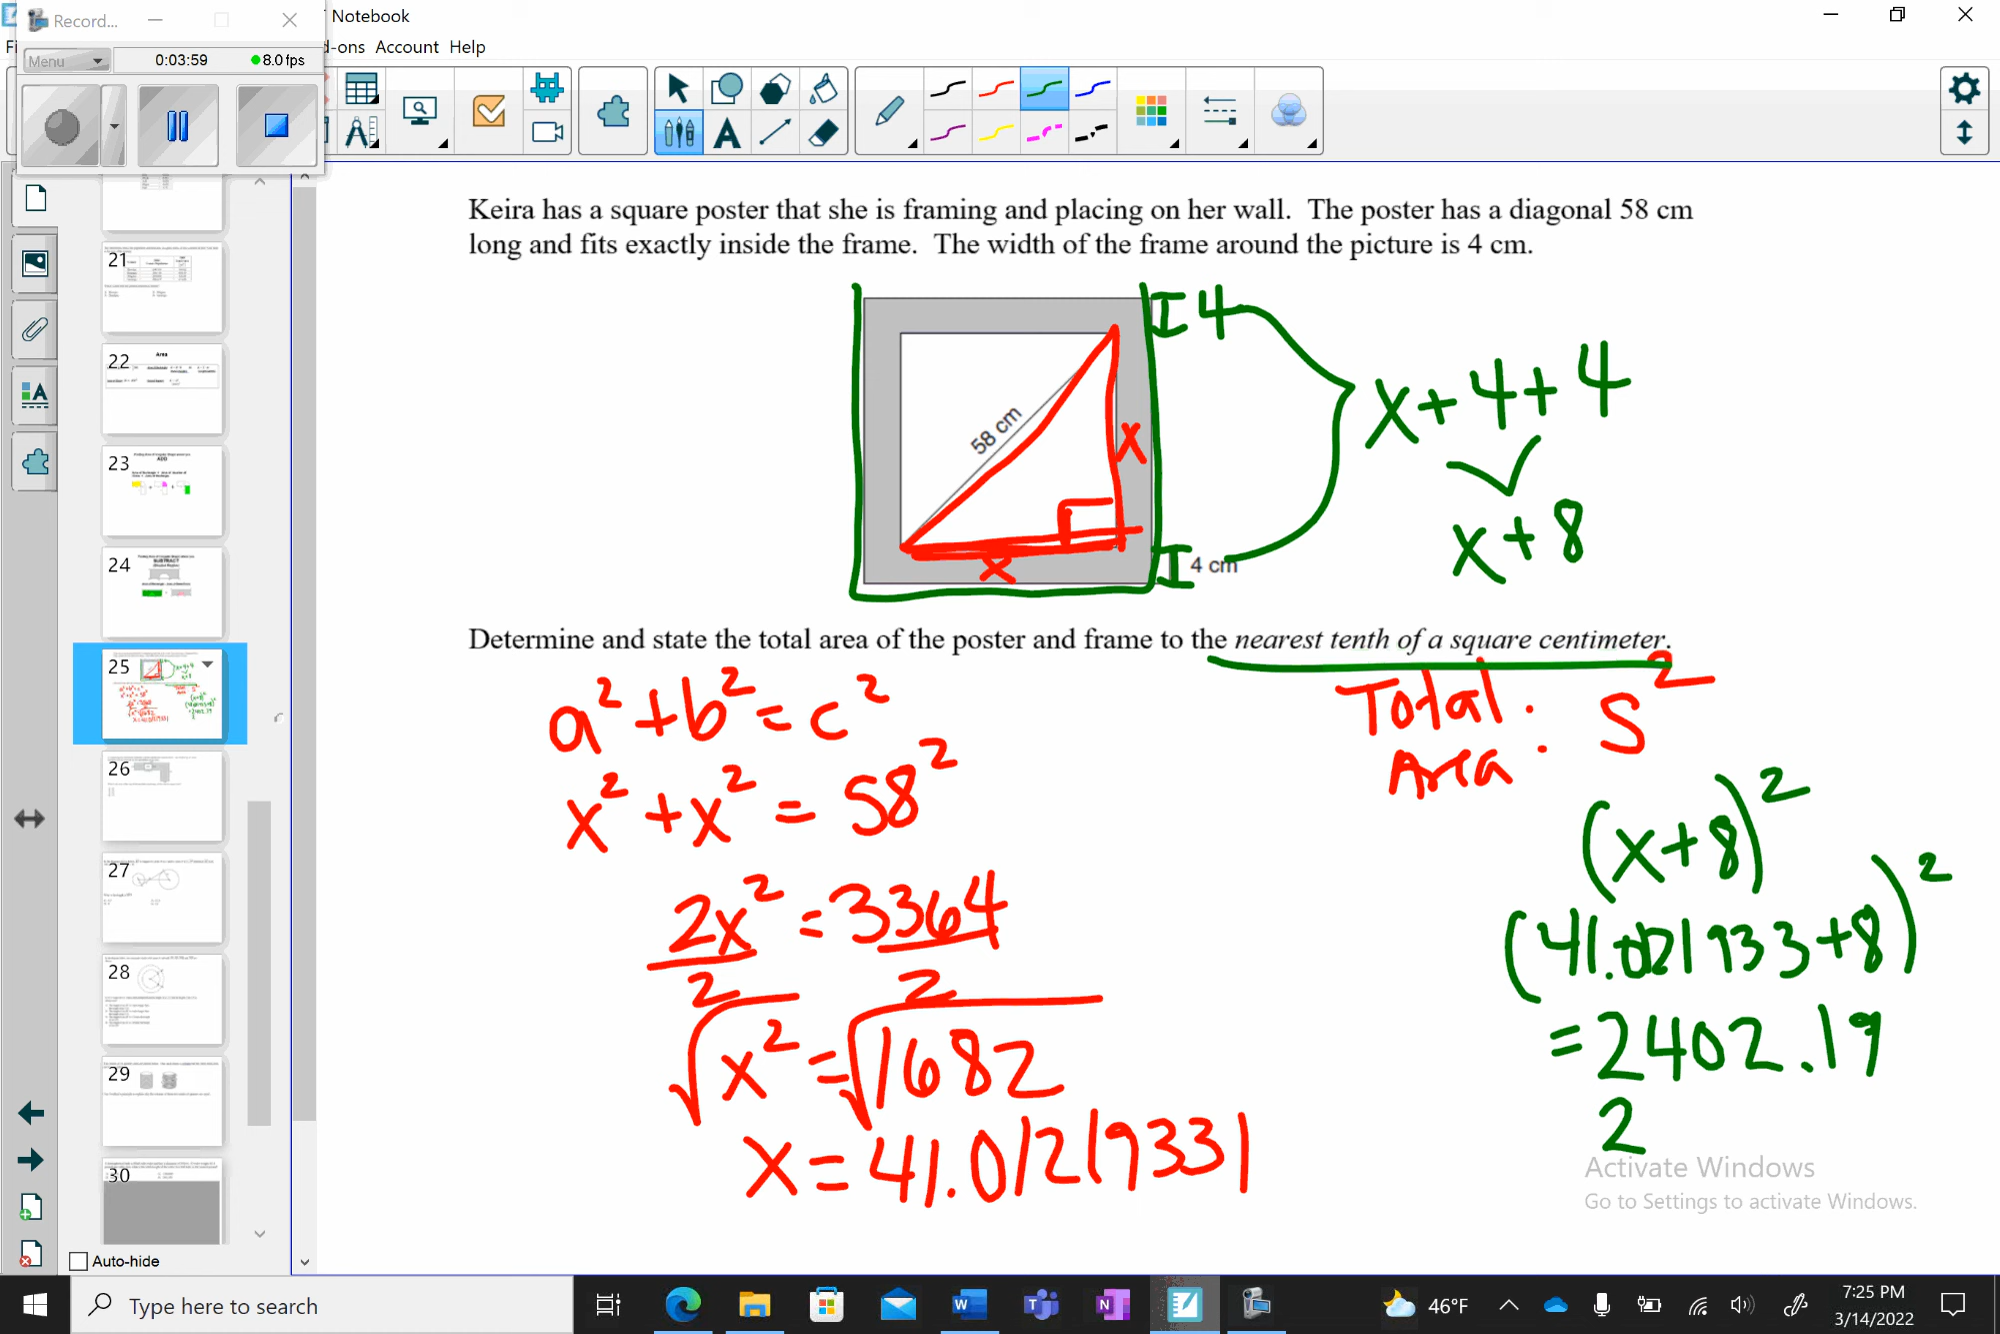 Record...
Notebook
Menu
0:03:59
8.0 fps
d-ons Account Help
Keira has a square poster that she is framing and placing on her wall. The poster has a diagonal 58 cm
long and fits exactly inside the frame. The width of the frame around the picture is 4 cm.
4
58 cm
x
x
4 cm
x+4+4
x+8
Determine and state the total area of the poster and frame to the nearest tenth of a square centimeter.
a²+b²=c²
x²+x²=58²
2x²=3364
2 2
√x²=√1682
x=41.01219331
Total :
Area : S²
(x+8)²
(41.0121933+8)²
=2402.19
2
21
22
Area
23
ADD
24
SUBTRACT
25
26
27
28
29
30
Auto-hide
Activate Windows
Go to Settings to activate Windows.
Type here to search
46°F
7:25 PM
3/14/2022